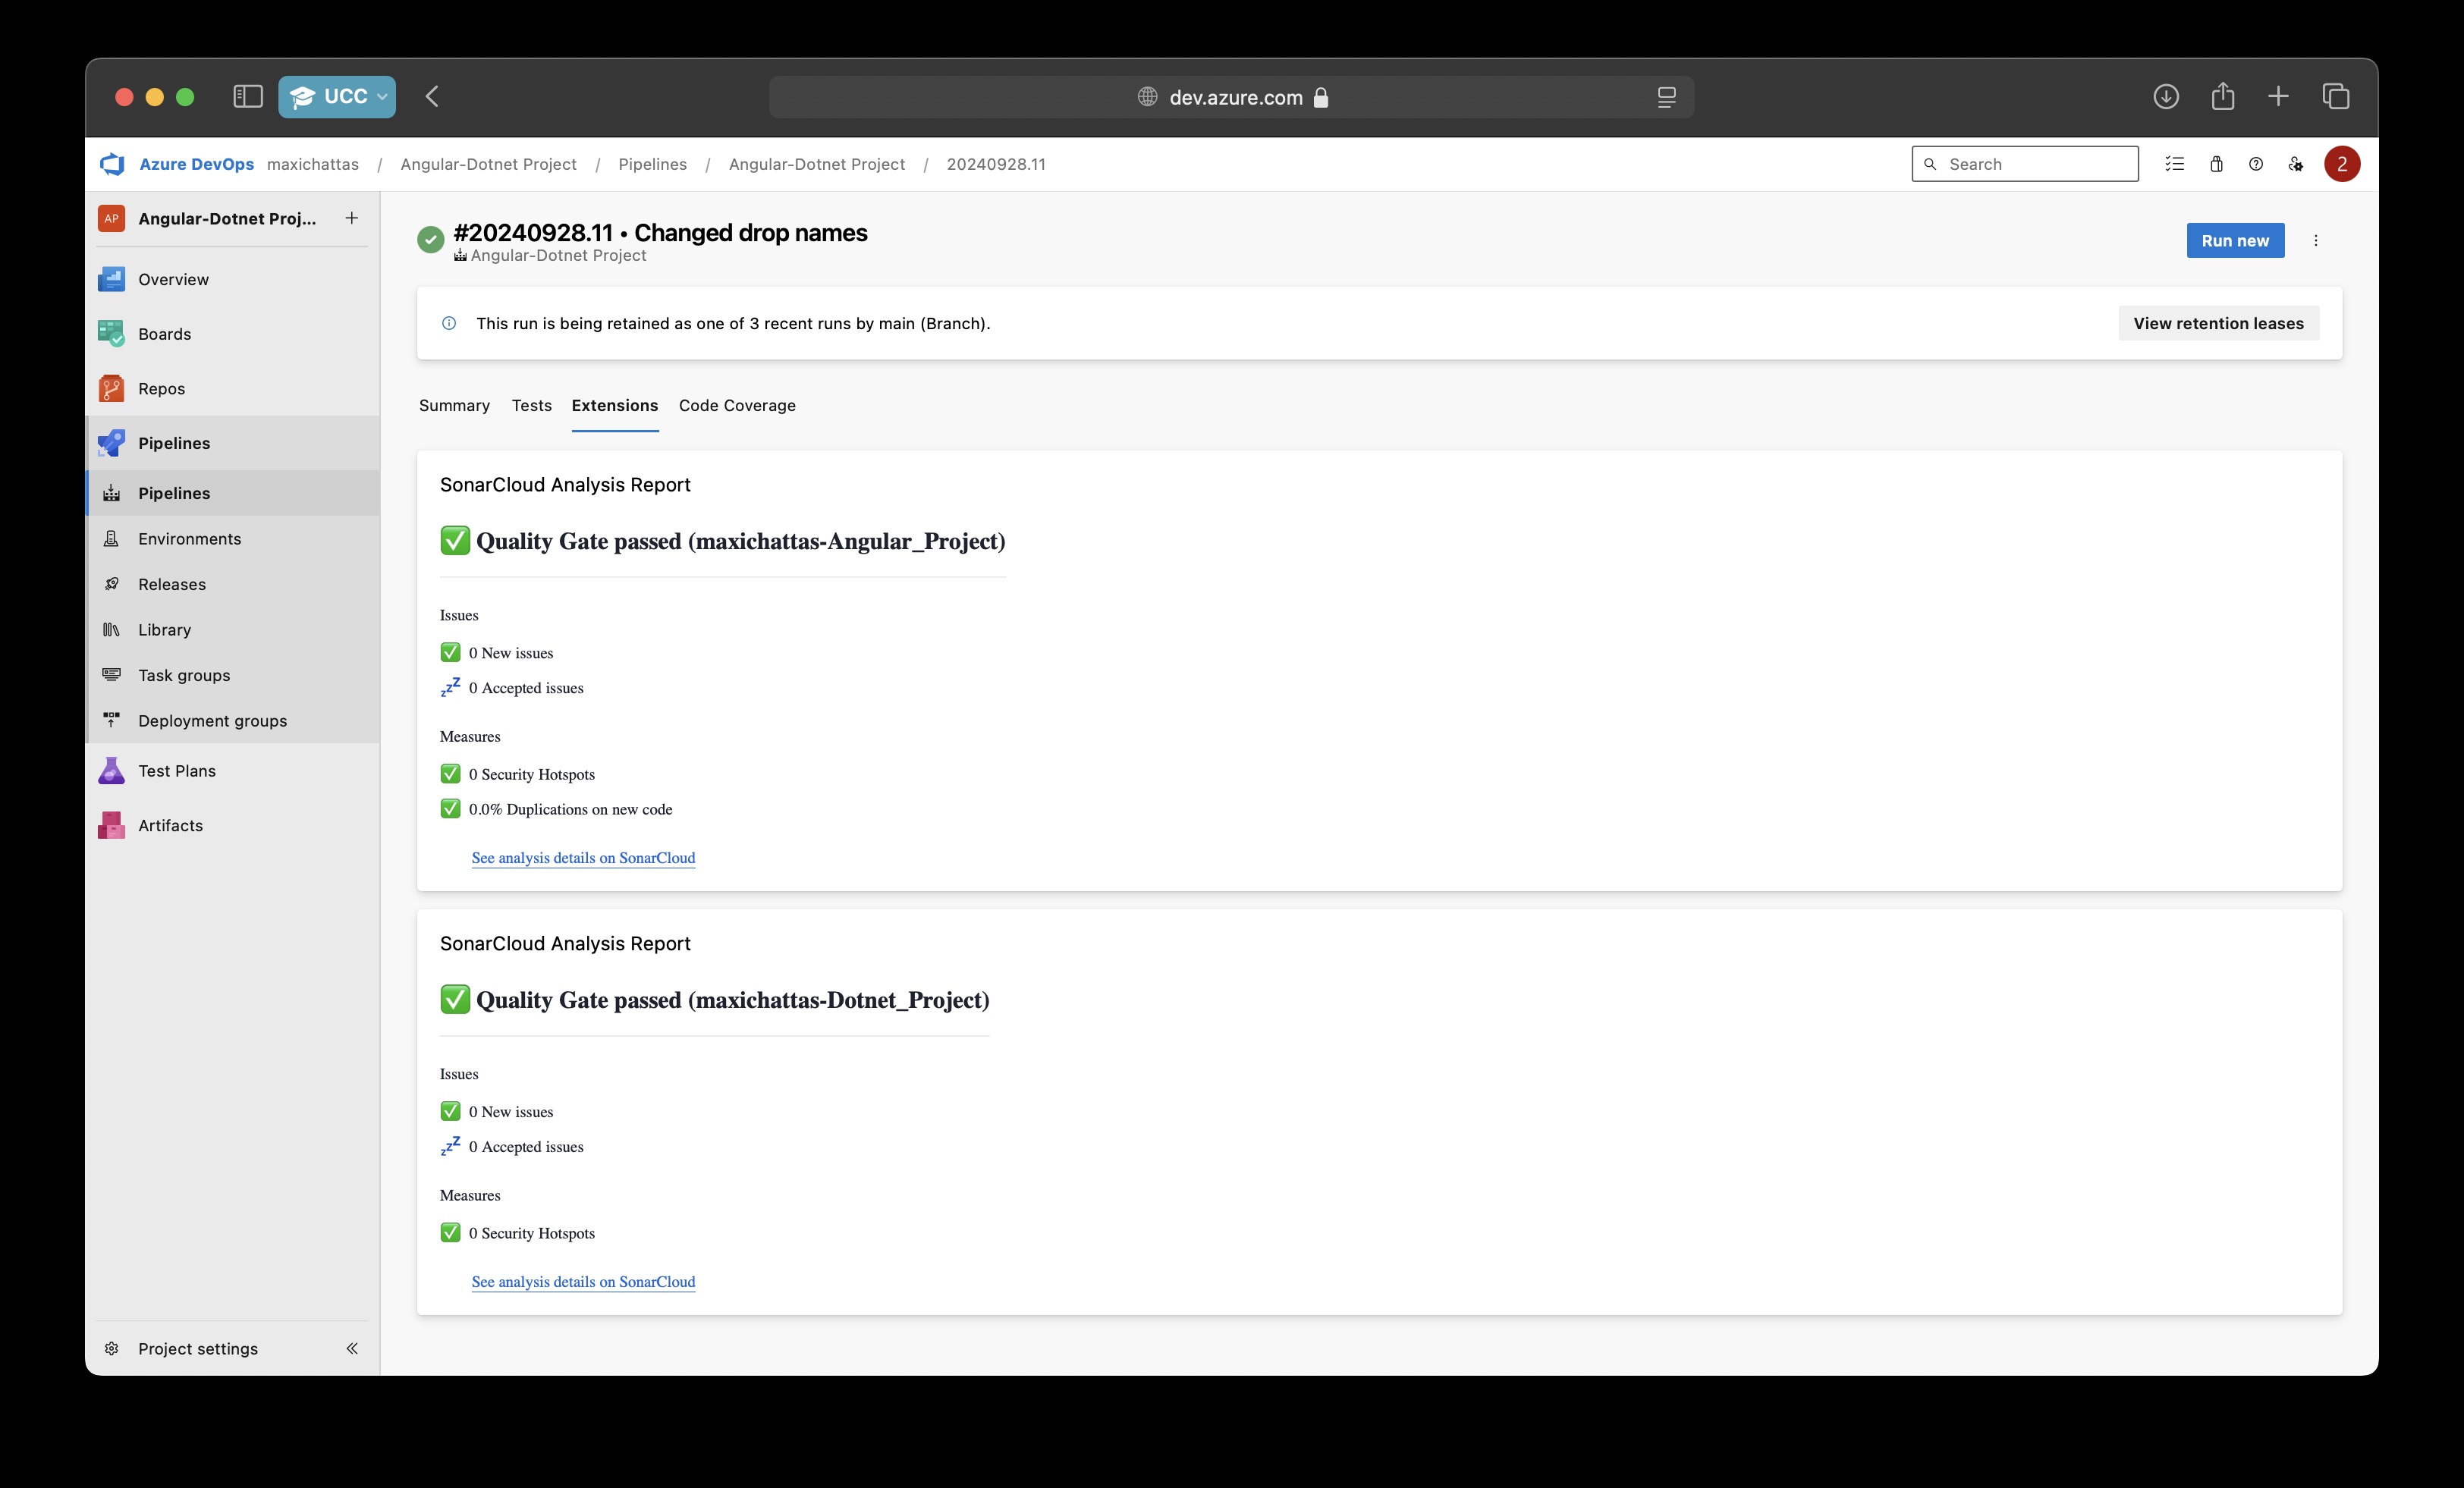 UCC
dev.azure.com
Azure DevOps maxichattas / Angular-Dotnet Project / Pipelines / Angular-Dotnet Project / 20240928.11
Search
2
AP Angular-Dotnet Proj... +
Overview
Boards
Repos
Pipelines
Pipelines
Environments
Releases
Library
Task groups
Deployment groups
Test Plans
Artifacts
Project settings
#20240928.11 • Changed drop names
Angular-Dotnet Project
Run new
This run is being retained as one of 3 recent runs by main (Branch).
View retention leases
Summary Tests Extensions Code Coverage
SonarCloud Analysis Report
✅ Quality Gate passed (maxichattas-Angular_Project)
Issues
✅ 0 New issues
💤 0 Accepted issues
Measures
✅ 0 Security Hotspots
✅ 0.0% Duplications on new code
See analysis details on SonarCloud
SonarCloud Analysis Report
✅ Quality Gate passed (maxichattas-Dotnet_Project)
Issues
✅ 0 New issues
💤 0 Accepted issues
Measures
✅ 0 Security Hotspots
See analysis details on SonarCloud